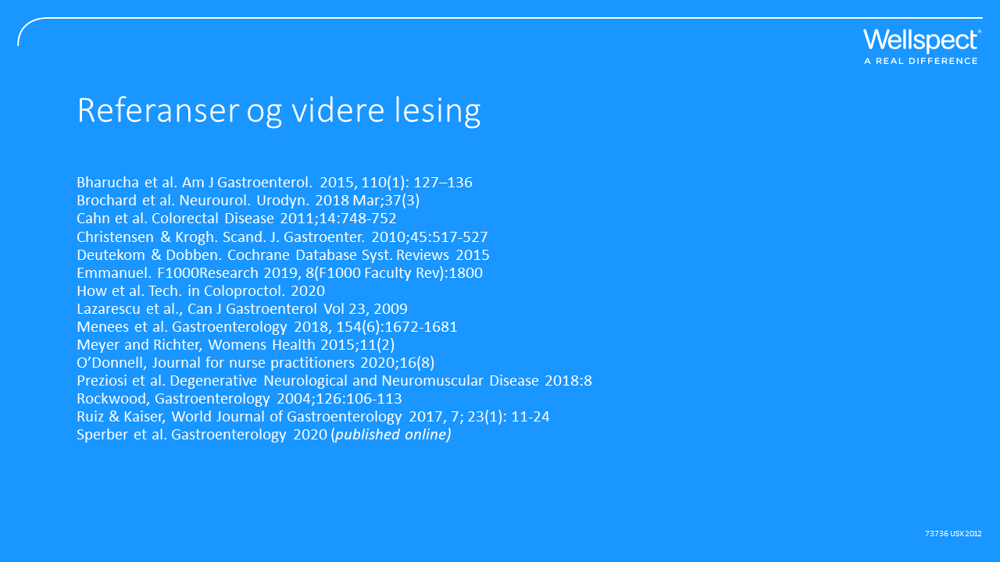 Wellspect®
A REAL DIFFERENCE
Referanser og videre lesing
Bharucha et al. Am J Gastroenterol. 2015, 110(1): 127–136
Brochard et al. Neurourol. Urodyn. 2018 Mar;37(3)
Cahn et al. Colorectal Disease 2011;14:748-752
Christensen & Krogh. Scand. J. Gastroenter. 2010;45:517-527
Deutekom & Dobben. Cochrane Database Syst. Reviews 2015
Emmanuel. F1000Research 2019, 8(F1000 Faculty Rev):1800
How et al. Tech. in Coloproctol. 2020
Lazarescu et al., Can J Gastroenterol Vol 23, 2009
Menees et al. Gastroenterology 2018, 154(6):1672-1681
Meyer and Richter, Womens Health 2015;11(2)
O’Donnell, Journal for nurse practitioners 2020;16(8)
Preziosi et al. Degenerative Neurological and Neuromuscular Disease 2018:8
Rockwood, Gastroenterology 2004;126:106-113
Ruiz & Kaiser, World Journal of Gastroenterology 2017, 7; 23(1): 11-24
Sperber et al. Gastroenterology 2020 (published online)
73736 USX 2012